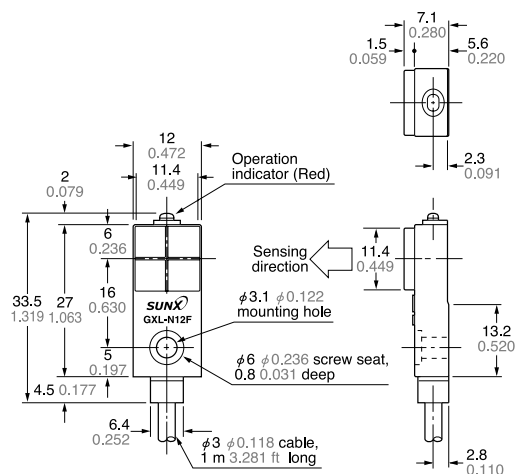 7.1
0.280
1.5
0.059
5.6
0.220
2.3
0.091
12
0.472
11.4
0.449
Operation
indicator (Red)
2
0.079
6
0.236
16
0.630
33.5
1.319
27
1.063
5
0.197
4.5 0.177
SUNX
GXL-N12F
Sensing
direction
11.4
0.449
φ3.1 φ0.122
mounting hole
φ6 φ0.236 screw seat,
0.8 0.031 deep
13.2
0.520
6.4
0.252
φ3 φ0.118 cable,
1 m 3.281 ft long
2.8
0.110